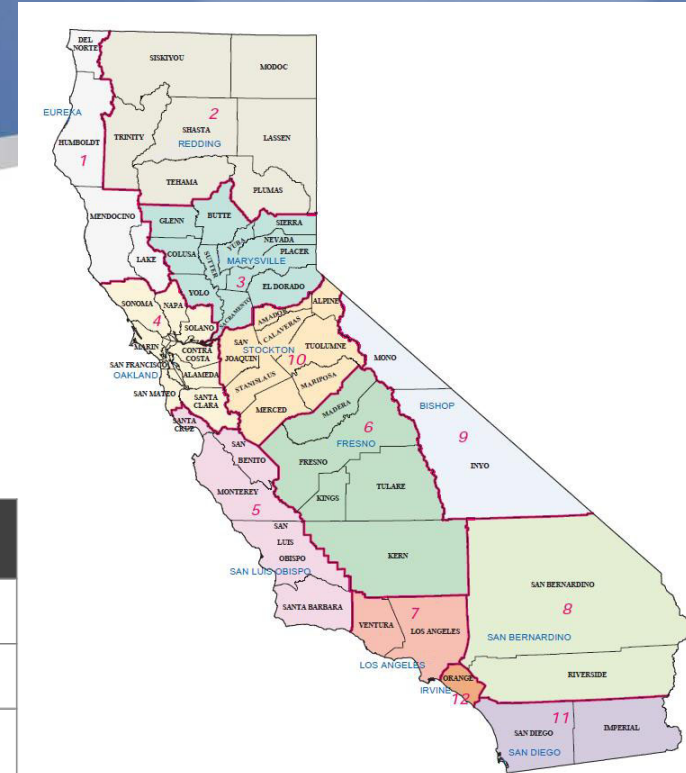 DEL
NORTE
SISKIYOU
MODOC
EUREKA
HUMBOLDT
1
TRINITY
2
SHASTA
REDDING
LASSEN
TEHAMA
PLUMAS
MENDOCINO
GLENN
BUTTE
SIERRA
LAKE
COLUSA
SUTTER
YUBA
NEVADA
PLACER
MARYSVILLE
3
EL DORADO
YOLO
SACRAMENTO
SONOMA
NAPA
4
SOLANO
MARIN
CONTRA
COSTA
SAN FRANCISCO
OAKLAND
ALAMEDA
SAN MATEO
SANTA
CLARA
AMADOR
ALPINE
CALAVERAS
SAN
JOAQUIN
STOCKTON
TUOLUMNE
10
STANISLAUS
MARIPOSA
MERCED
MONO
BISHOP
9
INYO
SANTA
CRUZ
SAN
BENITO
MONTEREY
5
MADERA
6
FRESNO
FRESNO
KINGS
TULARE
SAN
LUIS
OBISPO
SAN LUIS OBISPO
KERN
SANTA BARBARA
VENTURA
7
LOS ANGELES
LOS ANGELES
SAN BERNARDINO
8
SAN BERNARDINO
RIVERSIDE
ORANGE
IRVINE
12
11
SAN DIEGO
IMPERIAL
SAN DIEGO